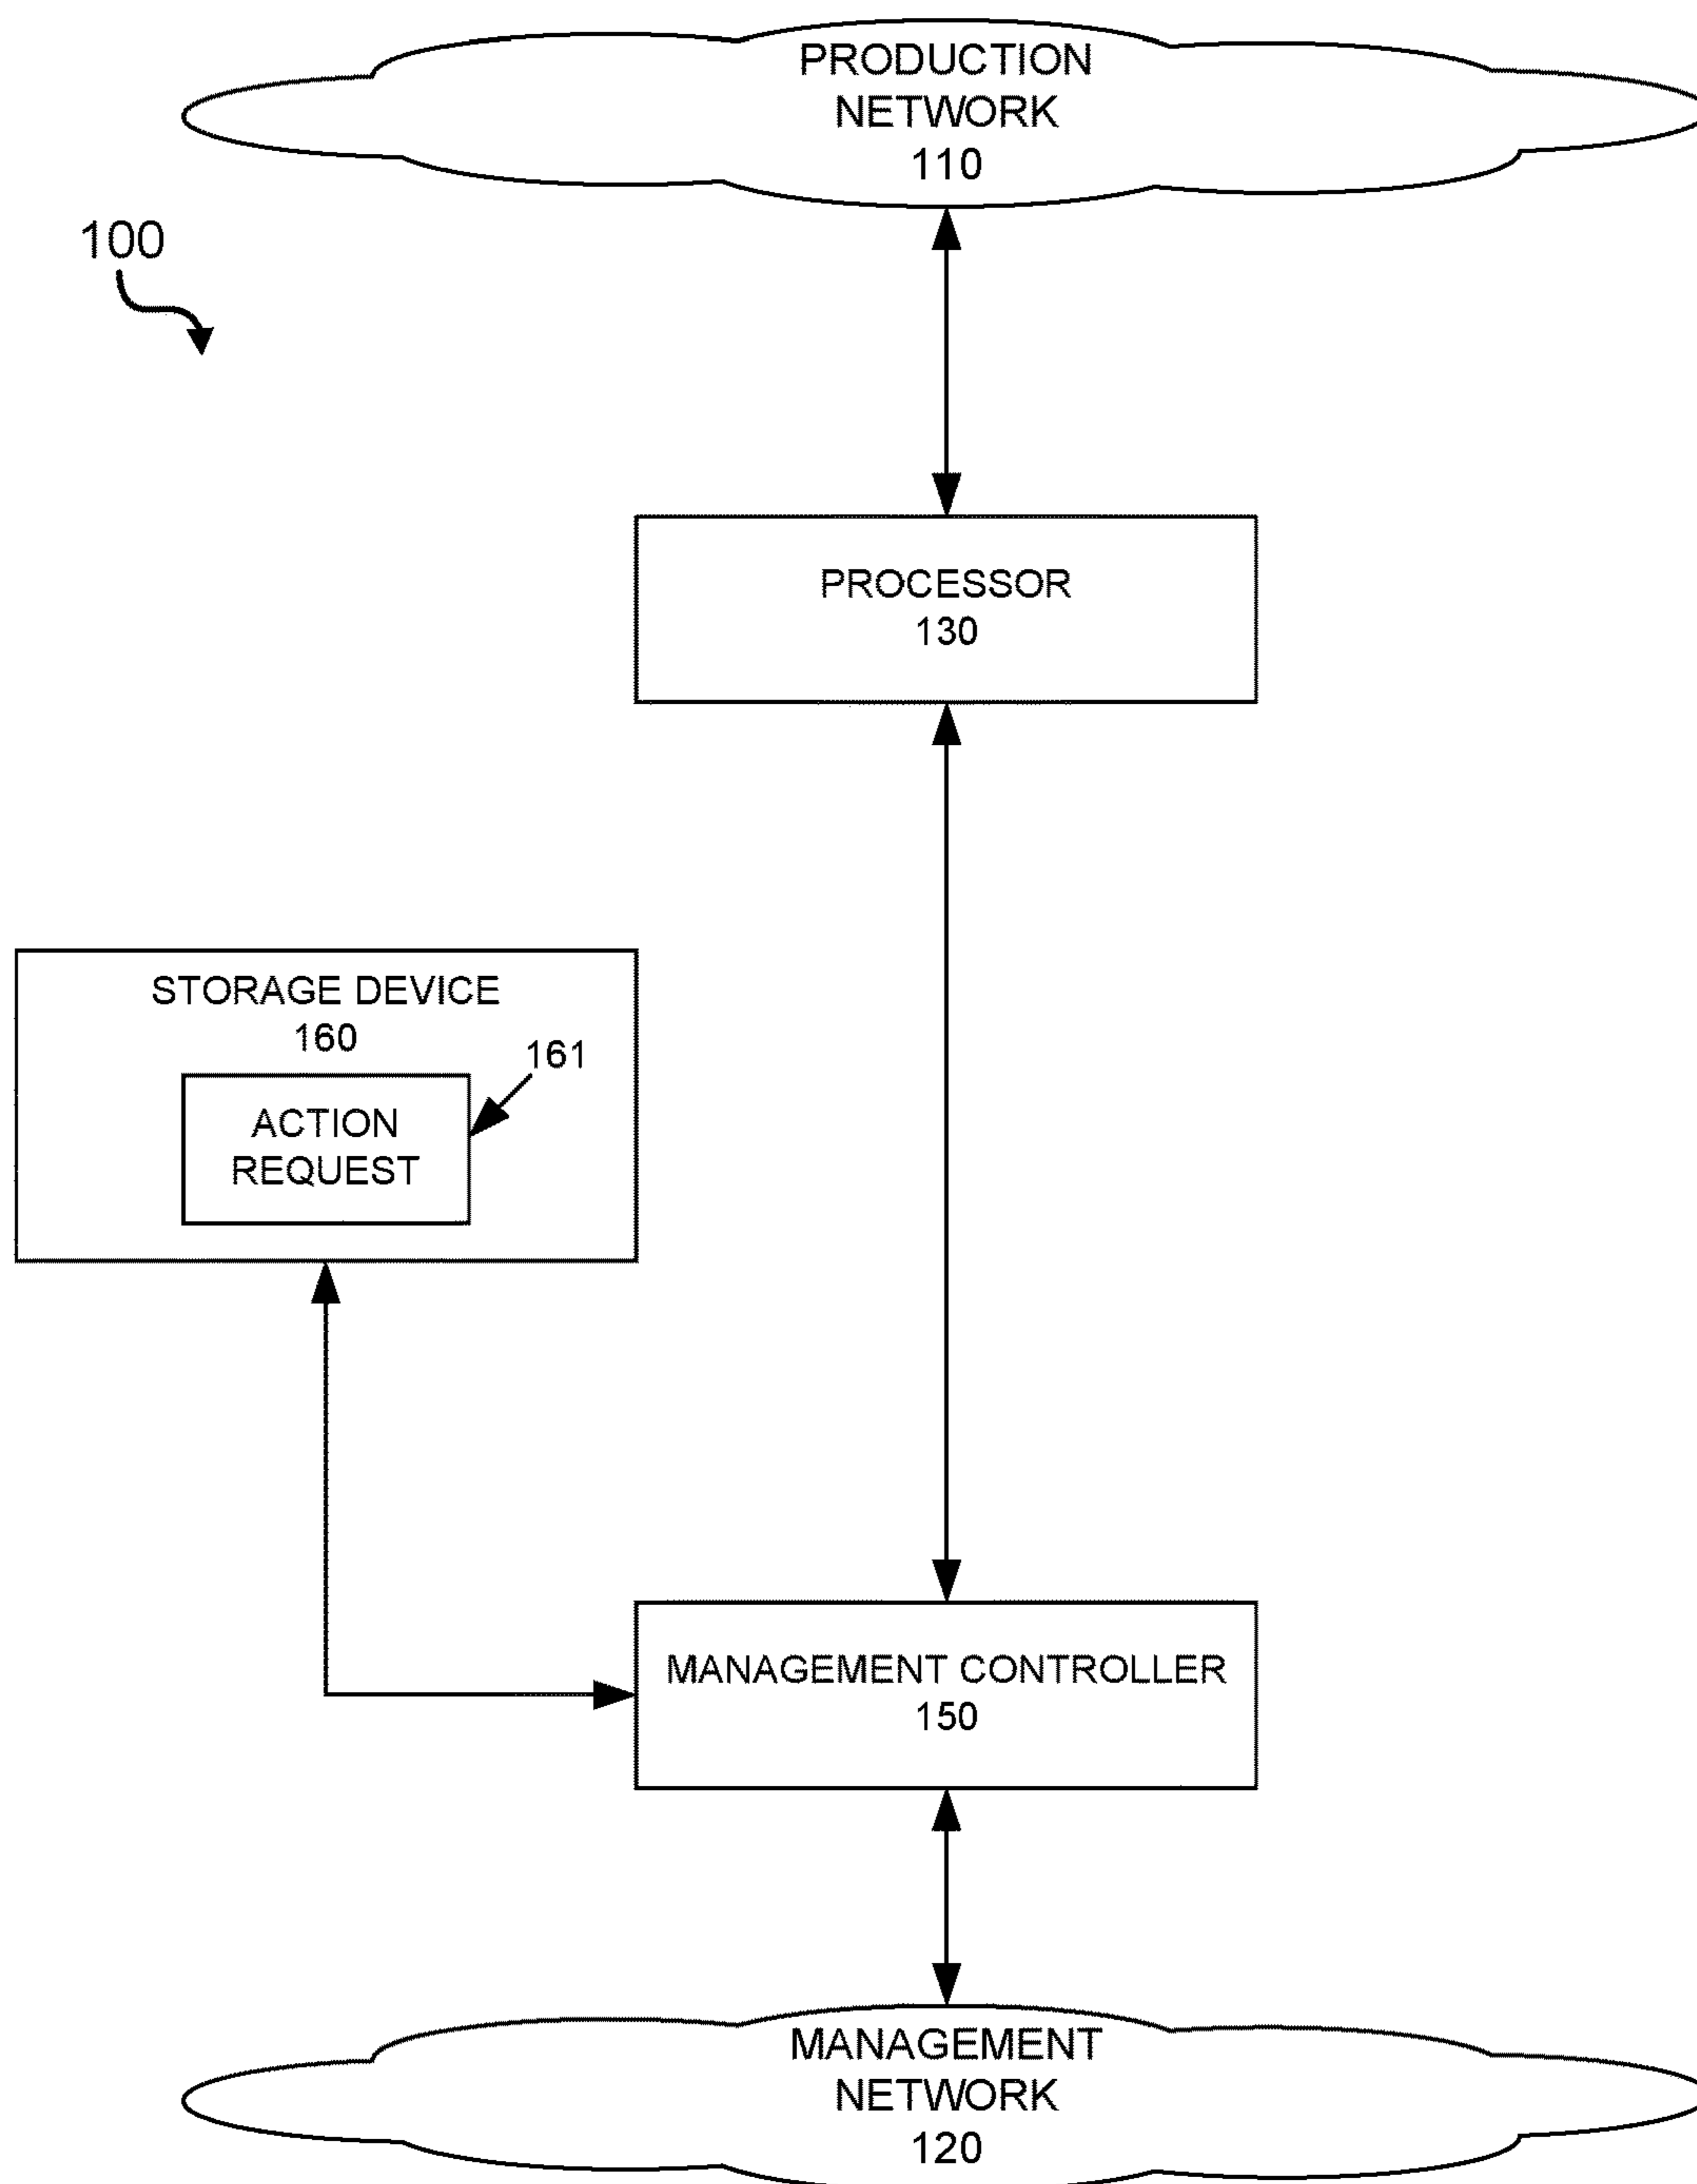 PRODUCTION
NETWORK
110
100
PROCESSOR
130
STORAGE DEVICE
160
161
ACTION
REQUEST
MANAGEMENT CONTROLLER
150
MANAGEMENT
NETWORK
120